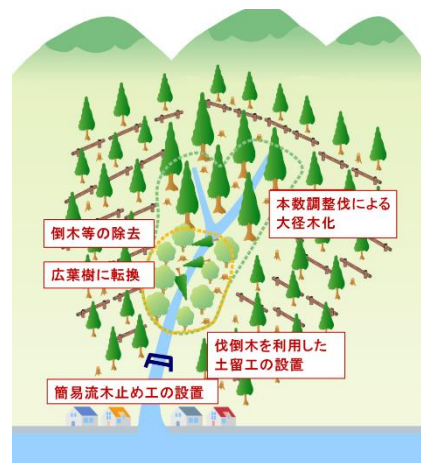 本数調整伐による
大径木化
倒木等の除去
広葉樹に転換
伐倒木を利用した
土留工の設置
簡易流木止め工の設置